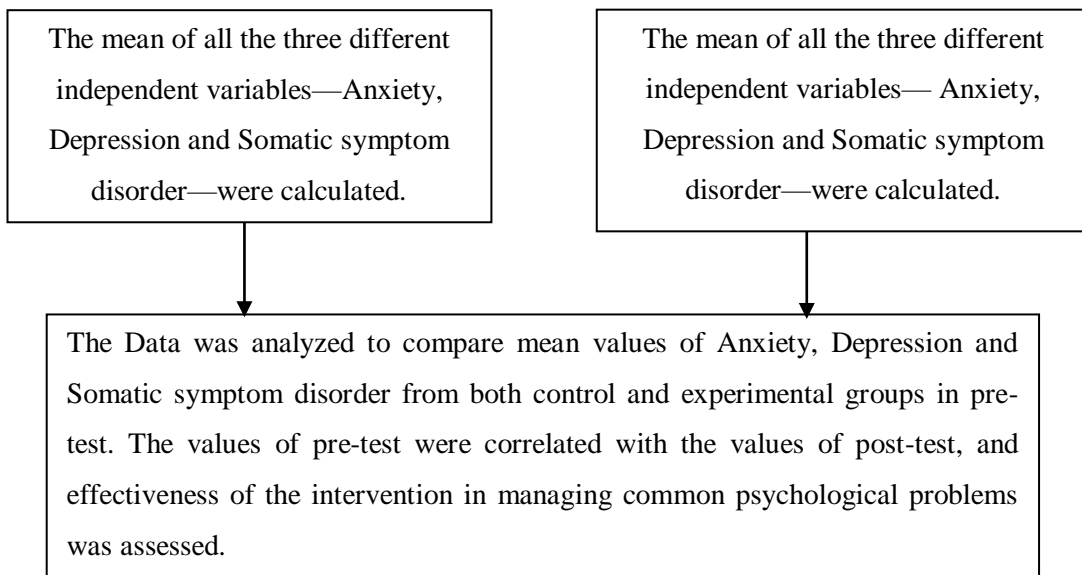 The mean of all the three different
independent variables—Anxiety,
Depression and Somatic symptom
disorder—were calculated.
The mean of all the three different
independent variables— Anxiety,
Depression and Somatic symptom
disorder—were calculated.
The Data was analyzed to compare mean values of Anxiety, Depression and
Somatic symptom disorder from both control and experimental groups in pre-
test. The values of pre-test were correlated with the values of post-test, and
effectiveness of the intervention in managing common psychological problems
was assessed.